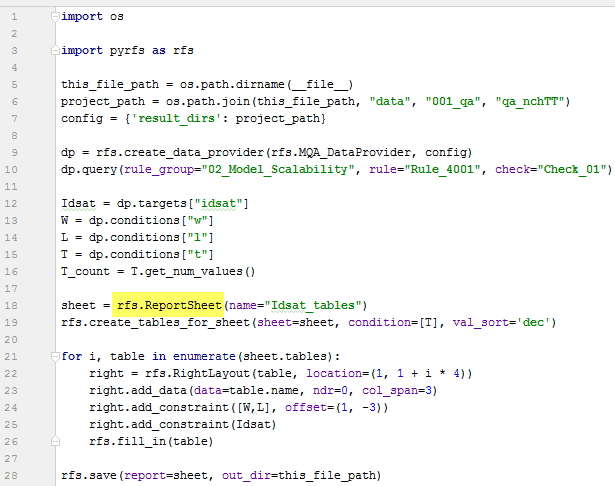 1 import os
2
3 import pyrfs as rfs
4
5 this_file_path = os.path.dirname(__file__)
6 project_path = os.path.join(this_file_path, "data", "001_qa", "qa_nchTT")
7 config = {'result_dirs': project_path}
8
9 dp = rfs.create_data_provider(rfs.MQA_DataProvider, config)
10 dp.query(rule_group="02_Model_Scalability", rule="Rule_4001", check="Check_01")
11
12 Idsat = dp.targets["idsat"]
13 W = dp.conditions["w"]
14 L = dp.conditions["l"]
15 T = dp.conditions["t"]
16 T_count = T.get_num_values()
17
18 sheet = rfs.ReportSheet(name="Idsat_tables")
19 rfs.create_tables_for_sheet(sheet=sheet, condition=[T], val_sort='dec')
20
21 for i, table in enumerate(sheet.tables):
22     right = rfs.RightLayout(table, location=(1, 1 + i * 4))
23     right.add_data(data=table.name, ndr=0, col_span=3)
24     right.add_constraint([W,L], offset=(1, -3))
25     right.add_constraint(Idsat)
26     rfs.fill_in(table)
27
28 rfs.save(report=sheet, out_dir=this_file_path)